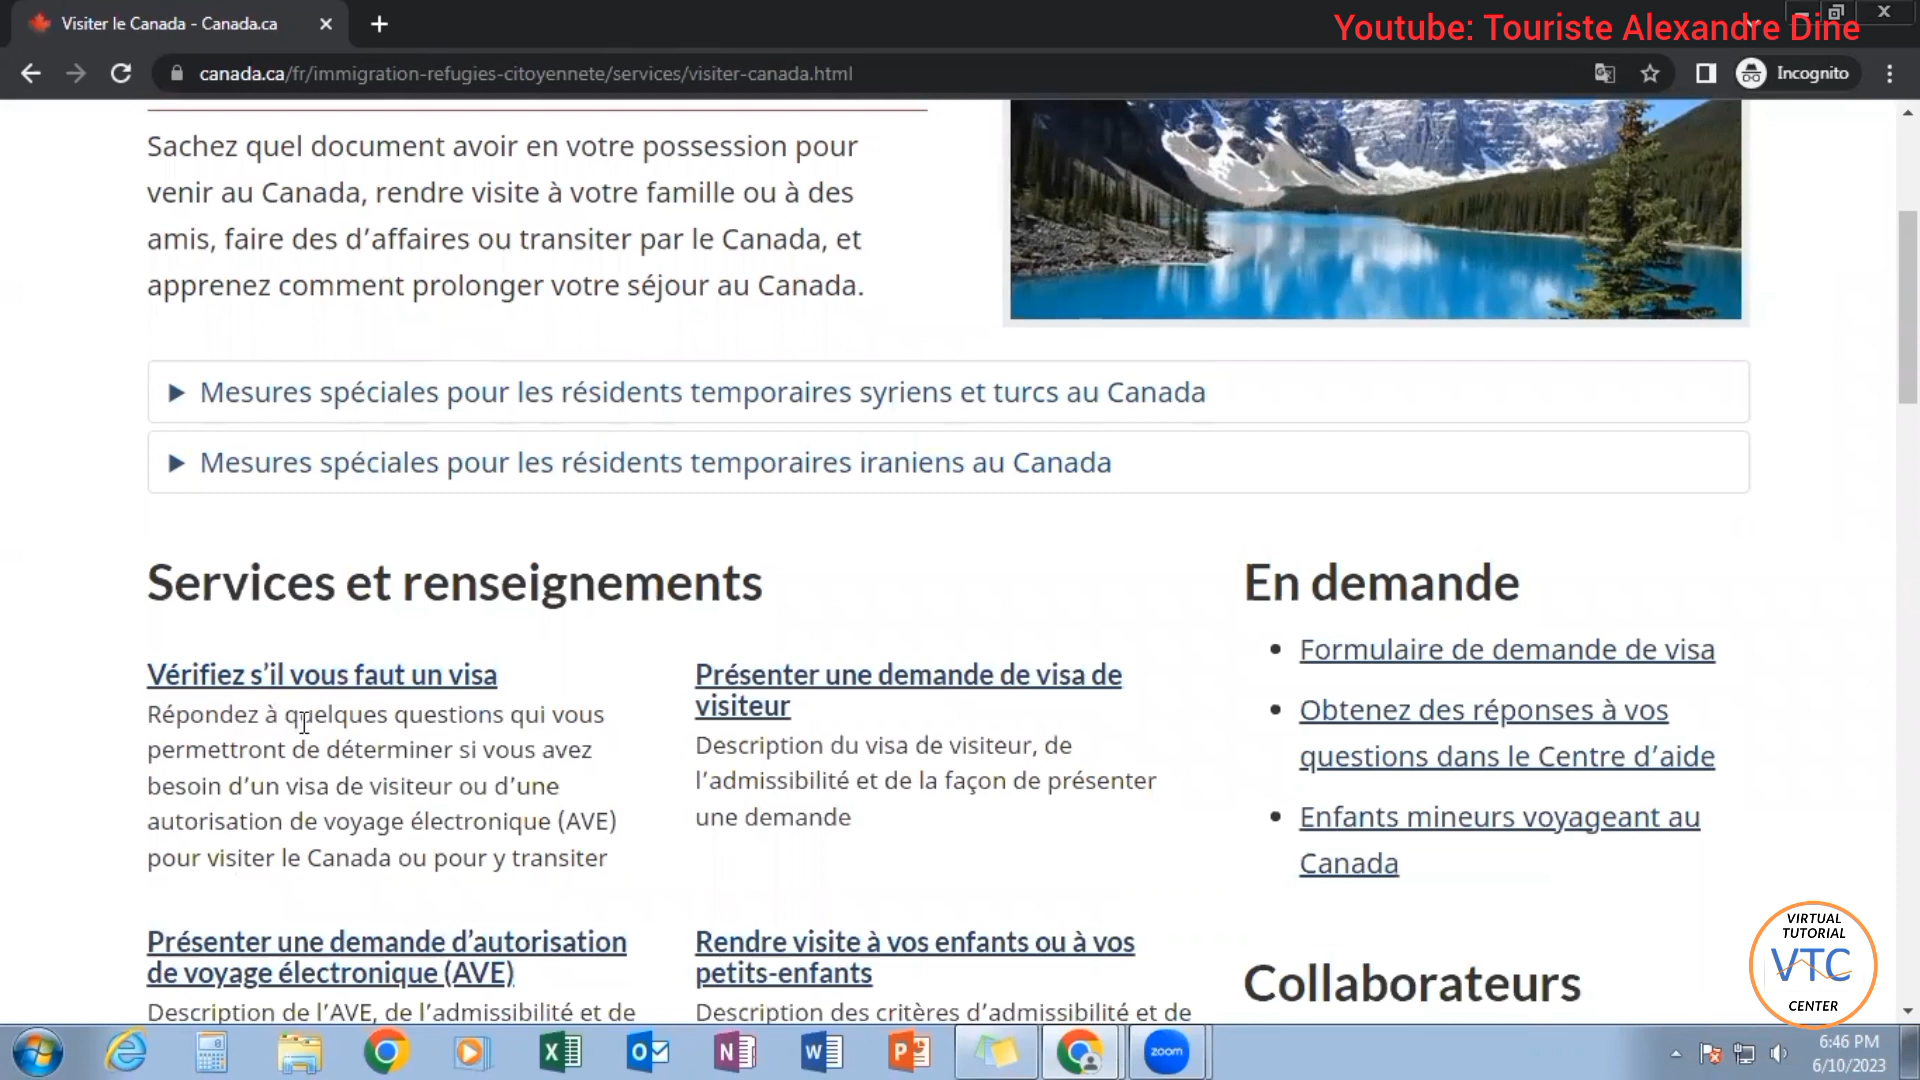 Visiter le Canada - Canada.ca
Youtube: Touriste Alexandre Dine
canada.ca/fr/immigration-refugies-citoyennete/services/visiter-canada.html
Incognito
Sachez quel document avoir en votre possession pour
venir au Canada, rendre visite à votre famille ou à des
amis, faire des d’affaires ou transiter par le Canada, et
apprenez comment prolonger votre séjour au Canada.
Mesures spéciales pour les résidents temporaires syriens et turcs au Canada
Mesures spéciales pour les résidents temporaires iraniens au Canada
Services et renseignements
Vérifiez s’il vous faut un visa
Répondez à quelques questions qui vous
permettront de déterminer si vous avez
besoin d’un visa de visiteur ou d’une
autorisation de voyage électronique (AVE)
pour visiter le Canada ou pour y transiter
Présenter une demande de visa de
visiteur
Description du visa de visiteur, de
l’admissibilité et de la façon de présenter
une demande
Présenter une demande d’autorisation
de voyage électronique (AVE)
Description de l’AVE, de l’admissibilité et de
Rendre visite à vos enfants ou à vos
petits-enfants
Description des critères d’admissibilité et de
En demande
Formulaire de demande de visa
Obtenez des réponses à vos
questions dans le Centre d’aide
Enfants mineurs voyageant au
Canada
Collaborateurs
VIRTUAL
TUTORIAL
VTC
CENTER
zoom
6:46 PM
6/10/2023